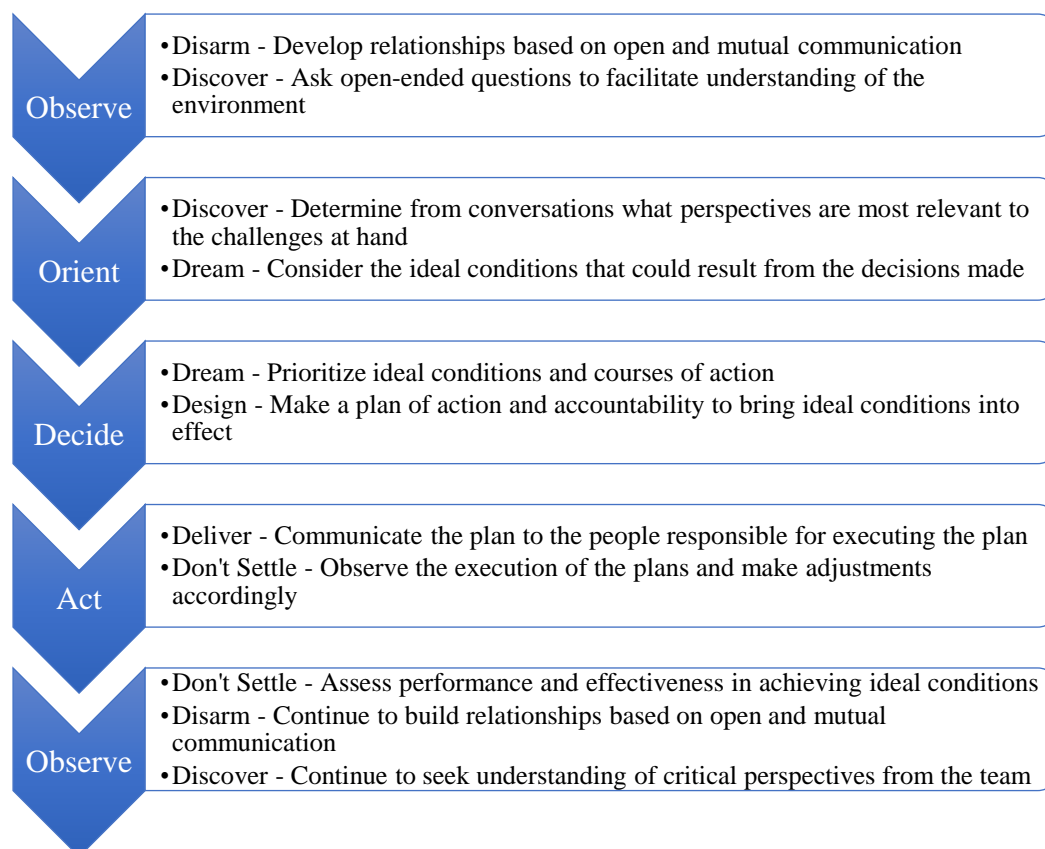 Observe
•Disarm - Develop relationships based on open and mutual communication
•Discover - Ask open-ended questions to facilitate understanding of the
environment
Orient
•Discover - Determine from conversations what perspectives are most relevant to
the challenges at hand
•Dream - Consider the ideal conditions that could result from the decisions made
Decide
•Dream - Prioritize ideal conditions and courses of action
•Design - Make a plan of action and accountability to bring ideal conditions into
effect
Act
•Deliver - Communicate the plan to the people responsible for executing the plan
•Don't Settle - Observe the execution of the plans and make adjustments
accordingly
Observe
•Don't Settle - Assess performance and effectiveness in achieving ideal conditions
•Disarm - Continue to build relationships based on open and mutual
communication
•Discover - Continue to seek understanding of critical perspectives from the team